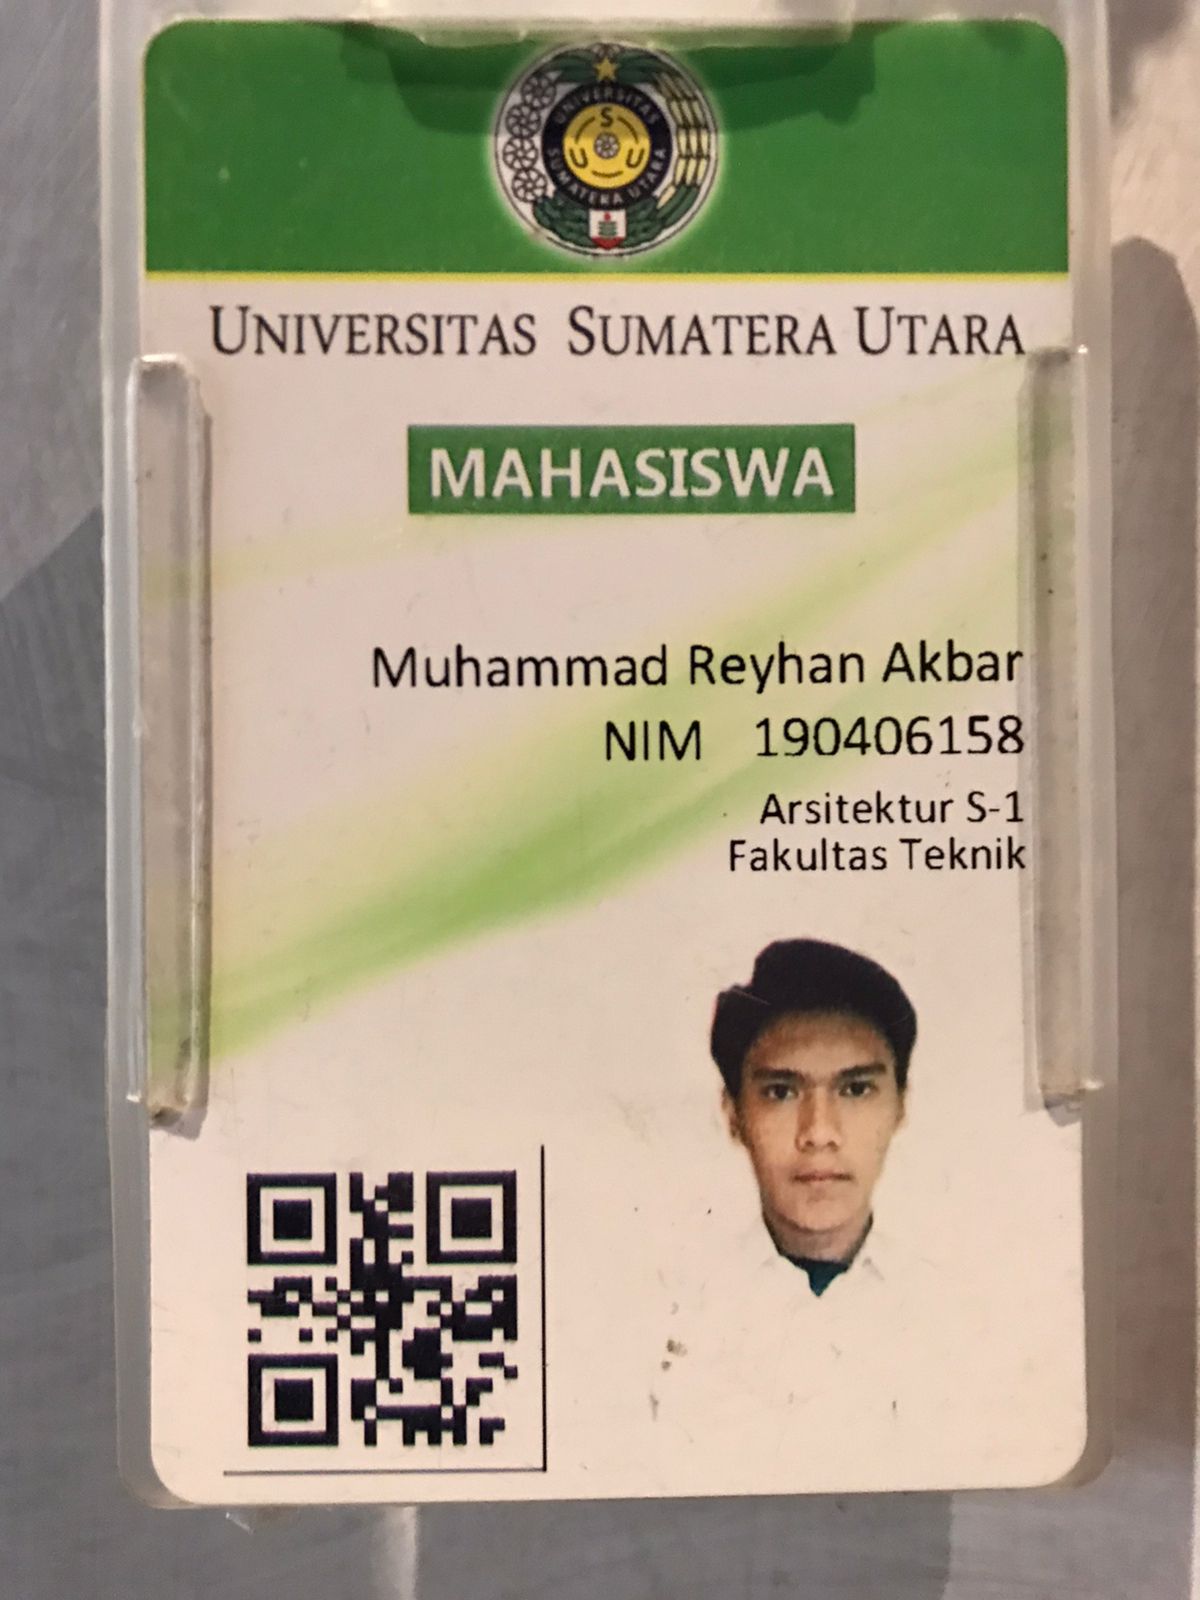 UNIVERSITAS
S
U U
SUMATERA UTARA
UNIVERSITAS SUMATERA UTARA
MAHASISWA
Muhammad Reyhan Akbar
NIM 190406158
Arsitektur S-1
Fakultas Teknik